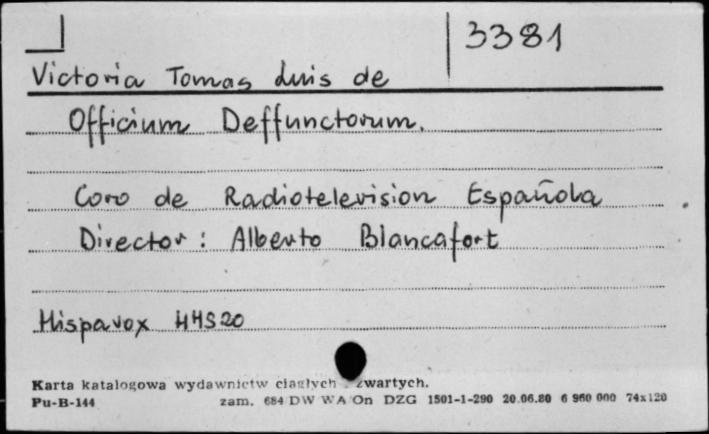 3381
Victoria Tomas Luis de
Officium Deffunctorum.
Coro de Radiotelevision Española
Director: Alberto Blancafort
Hispavox HHS20
Karta katalogowa wydawnictw ciągłych zwartych.
Pu-B-144 zam. 684 DW WA On DZG 1501-1-290 20.06.80 6 960 000 74x120